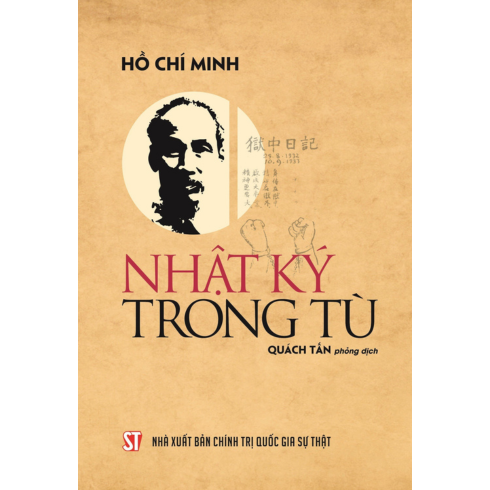 HỒ CHÍ MINH
獄中日記
NHẬT KÝ
TRONG TÙ
QUÁCH TẤN phỏng dịch
ST
NHÀ XUẤT BẢN CHÍNH TRỊ QUỐC GIA SỰ THẬT